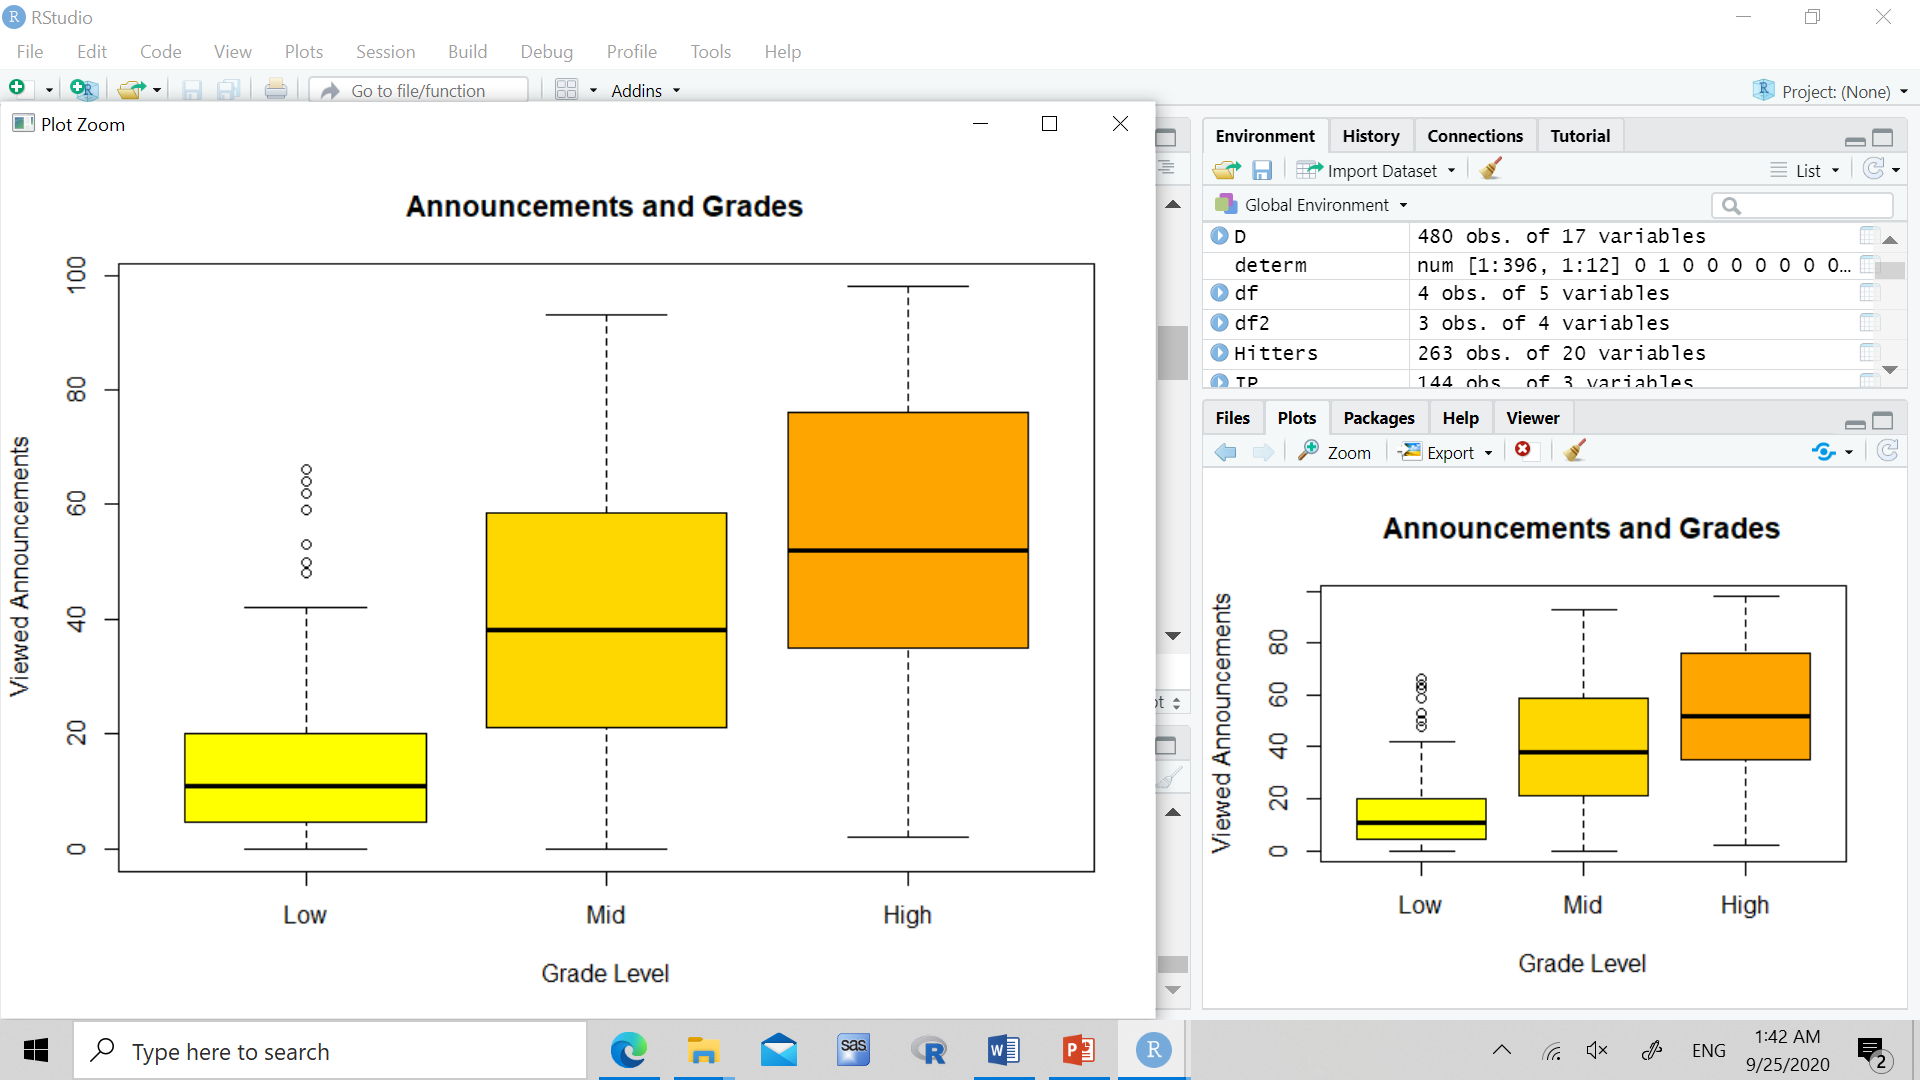 RStudio
File Edit Code View Plots Session Build Debug Profile Tools Help
Go to file/function Addins Project: (None)
Plot Zoom
Announcements and Grades
Viewed Announcements
100
80
60
40
20
0
Low Mid High
Grade Level
Environment History Connections Tutorial
Import Dataset List
Global Environment
D 480 obs. of 17 variables
determ num [1:396, 1:12] 0 1 0 0 0 0 0 0 0...
df 4 obs. of 5 variables
df2 3 obs. of 4 variables
Hitters 263 obs. of 20 variables
IP 144 obs. of 3 variables
Files Plots Packages Help Viewer
Zoom Export
Announcements and Grades
Viewed Announcements
80
60
40
20
0
Low Mid High
Grade Level
Type here to search
sas
ENG
1:42 AM
9/25/2020
2